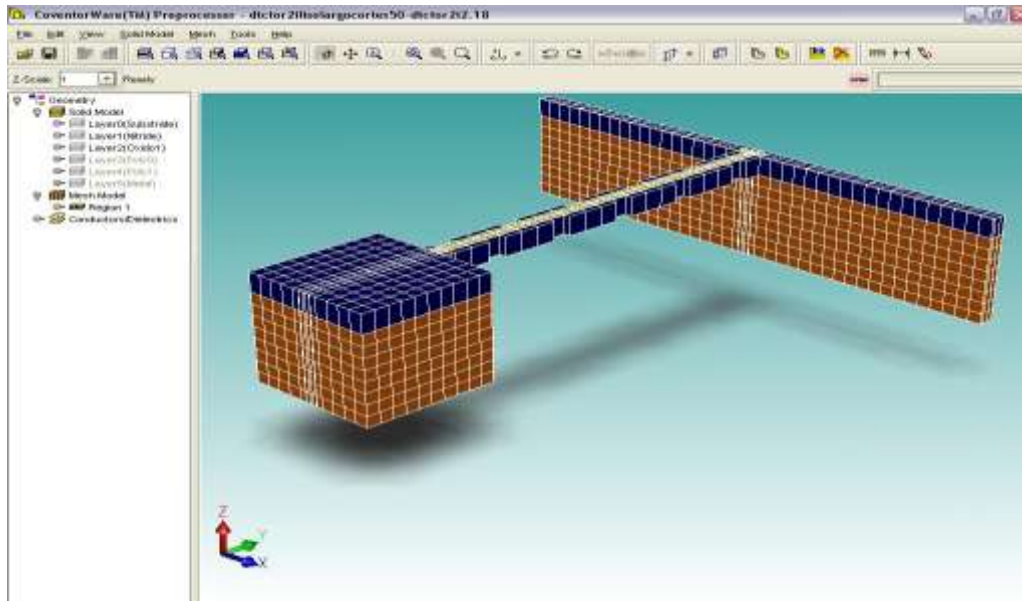 CoventorWare(TM) Preprocessor -
File Edit View Solid Model Mesh Tools Help
Z-Scale: 1 Ready
Geometry
Solid Model
Layer0(Substrate)
Layer1(Nitride)
Layer2(Oxido1)
Mesh Model
Region 1
Conductors/Dielectrics
Z
Y
X